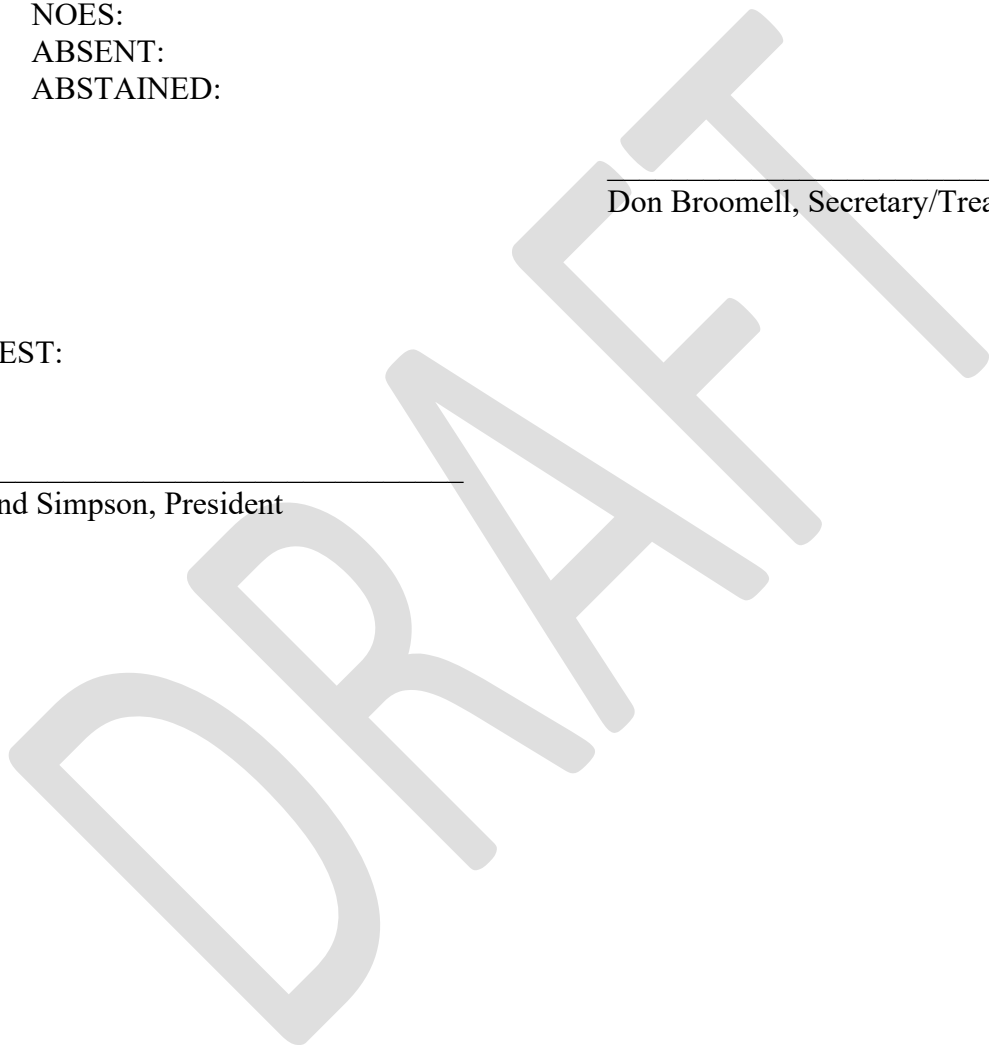 NOES:
ABSENT:
ABSTAINED:
Don Broomell, Secretary/Trea
EST:
nd Simpson, President
DRAFT